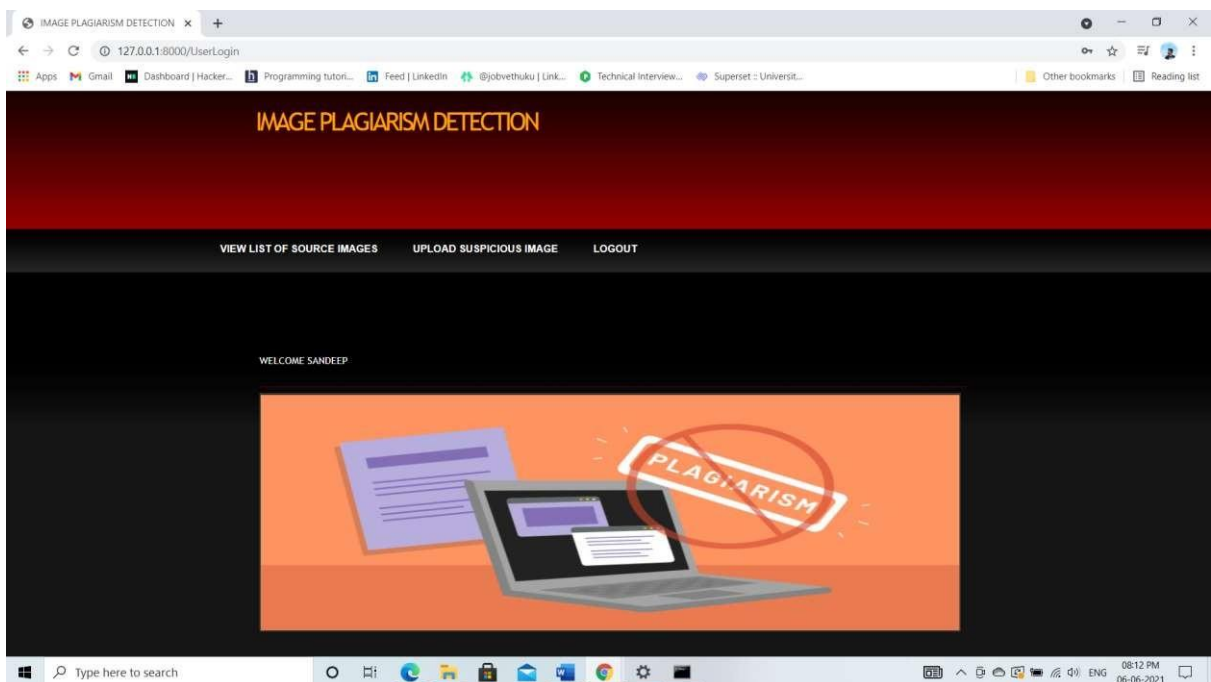 IMAGE PLAGIARISM DETECTION
127.0.0.1:8000/UserLogin
Apps Gmail Dashboard | Hacker... Programming tutori... Feed | LinkedIn @jobvethuku | Link... Technical Interview... Superset :: Universit... Other bookmarks Reading list
IMAGE PLAGIARISM DETECTION
VIEW LIST OF SOURCE IMAGES UPLOAD SUSPICIOUS IMAGE LOGOUT
WELCOME SANDEEP
PLAGIARISM
Type here to search ENG 08:12 PM
06-06-2021